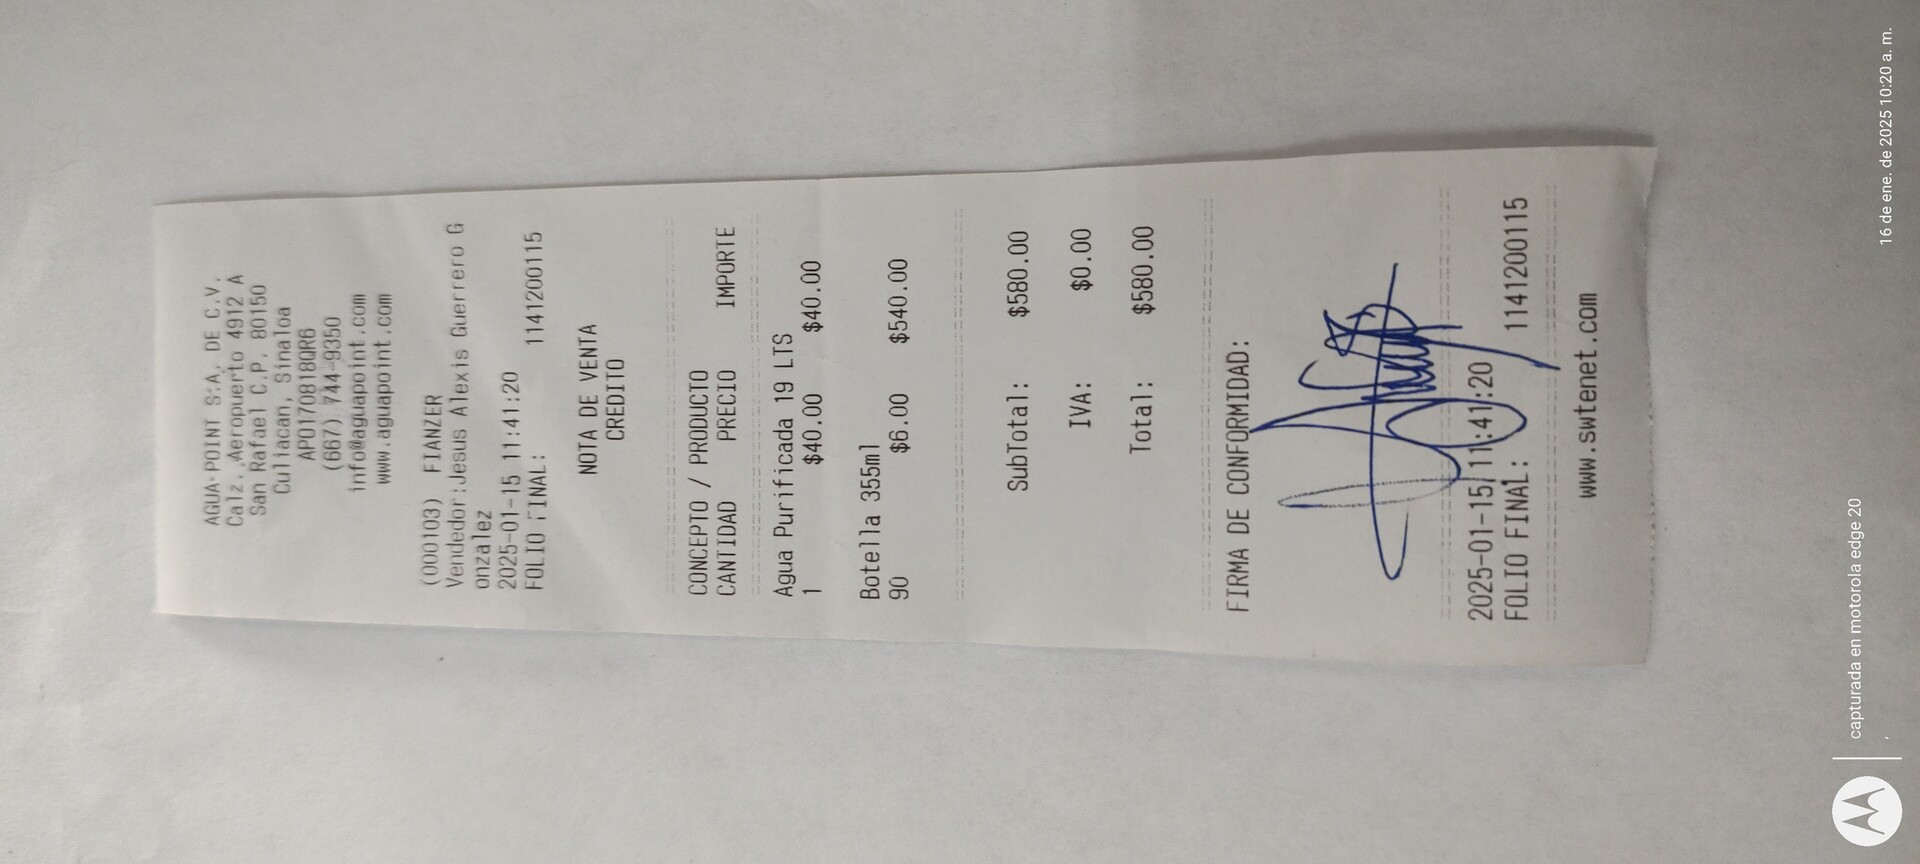 AGUA-POINT S.A. DE C.V.
Calz. Aeropuerto 4912 A
San Rafael C.P. 80150
Culiacan, Sinaloa
APO170818QR6
(667) 744-9350
info@aguapoint.com
www.aguapoint.com
(000103) FIANZER
Vendedor:Jesus Alexis Guerrero G
onzalez
2025-01-15 11:41:20
FOLIO FINAL: 1141200115
NOTA DE VENTA
CREDITO
CONCEPTO / PRODUCTO
CANTIDAD PRECIO IMPORTE
Agua Purificada 19 LTS
1 $40.00 $40.00
Botella 355ml
90 $6.00 $540.00
SubTotal: $580.00
IVA: $0.00
Total: $580.00
FIRMA DE CONFORMIDAD:
2025-01-15 11:41:20
FOLIO FINAL: 1141200115
www.swtenet.com
capturada en motorola edge 20
16 de ene. de 2025 10:20 a. m.